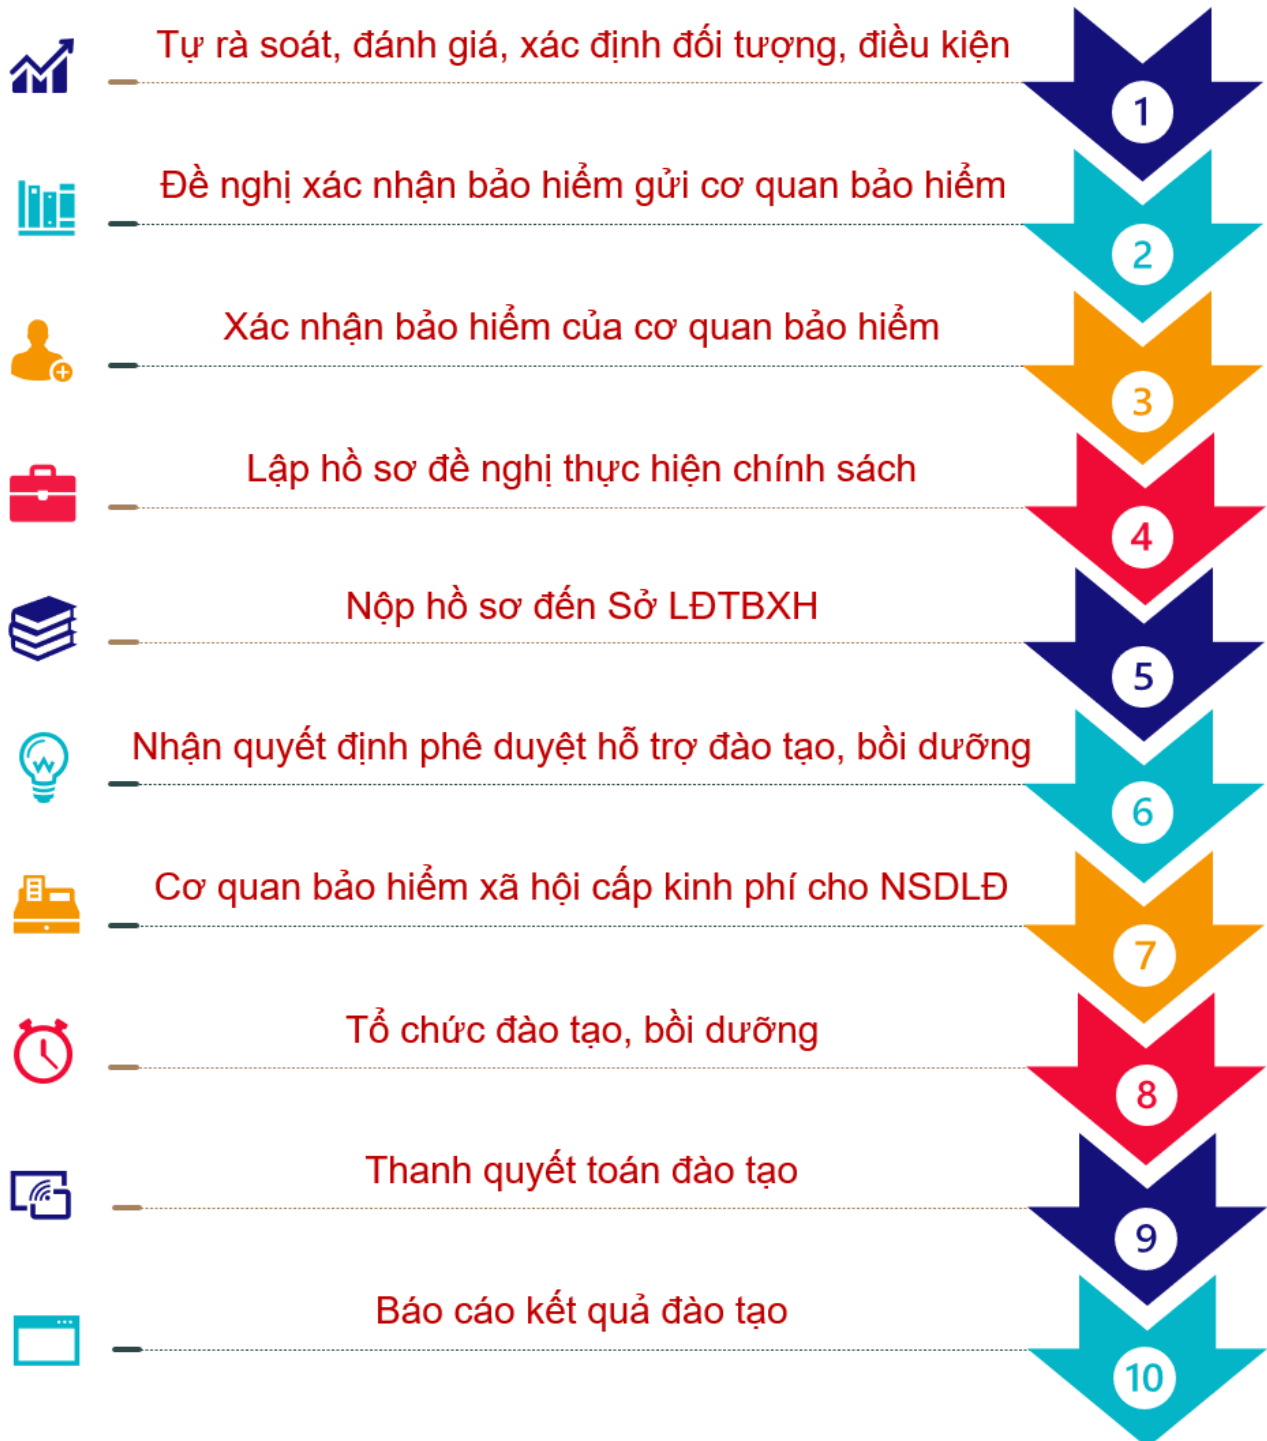 Tự rà soát, đánh giá, xác định đối tượng, điều kiện
1
Đề nghị xác nhận bảo hiểm gửi cơ quan bảo hiểm
2
Xác nhận bảo hiểm của cơ quan bảo hiểm
3
Lập hồ sơ đề nghị thực hiện chính sách
4
Nộp hồ sơ đến Sở LĐTBXH
5
Nhận quyết định phê duyệt hỗ trợ đào tạo, bồi dưỡng
6
Cơ quan bảo hiểm xã hội cấp kinh phí cho NSDLĐ
7
Tổ chức đào tạo, bồi dưỡng
8
Thanh quyết toán đào tạo
9
Báo cáo kết quả đào tạo
10